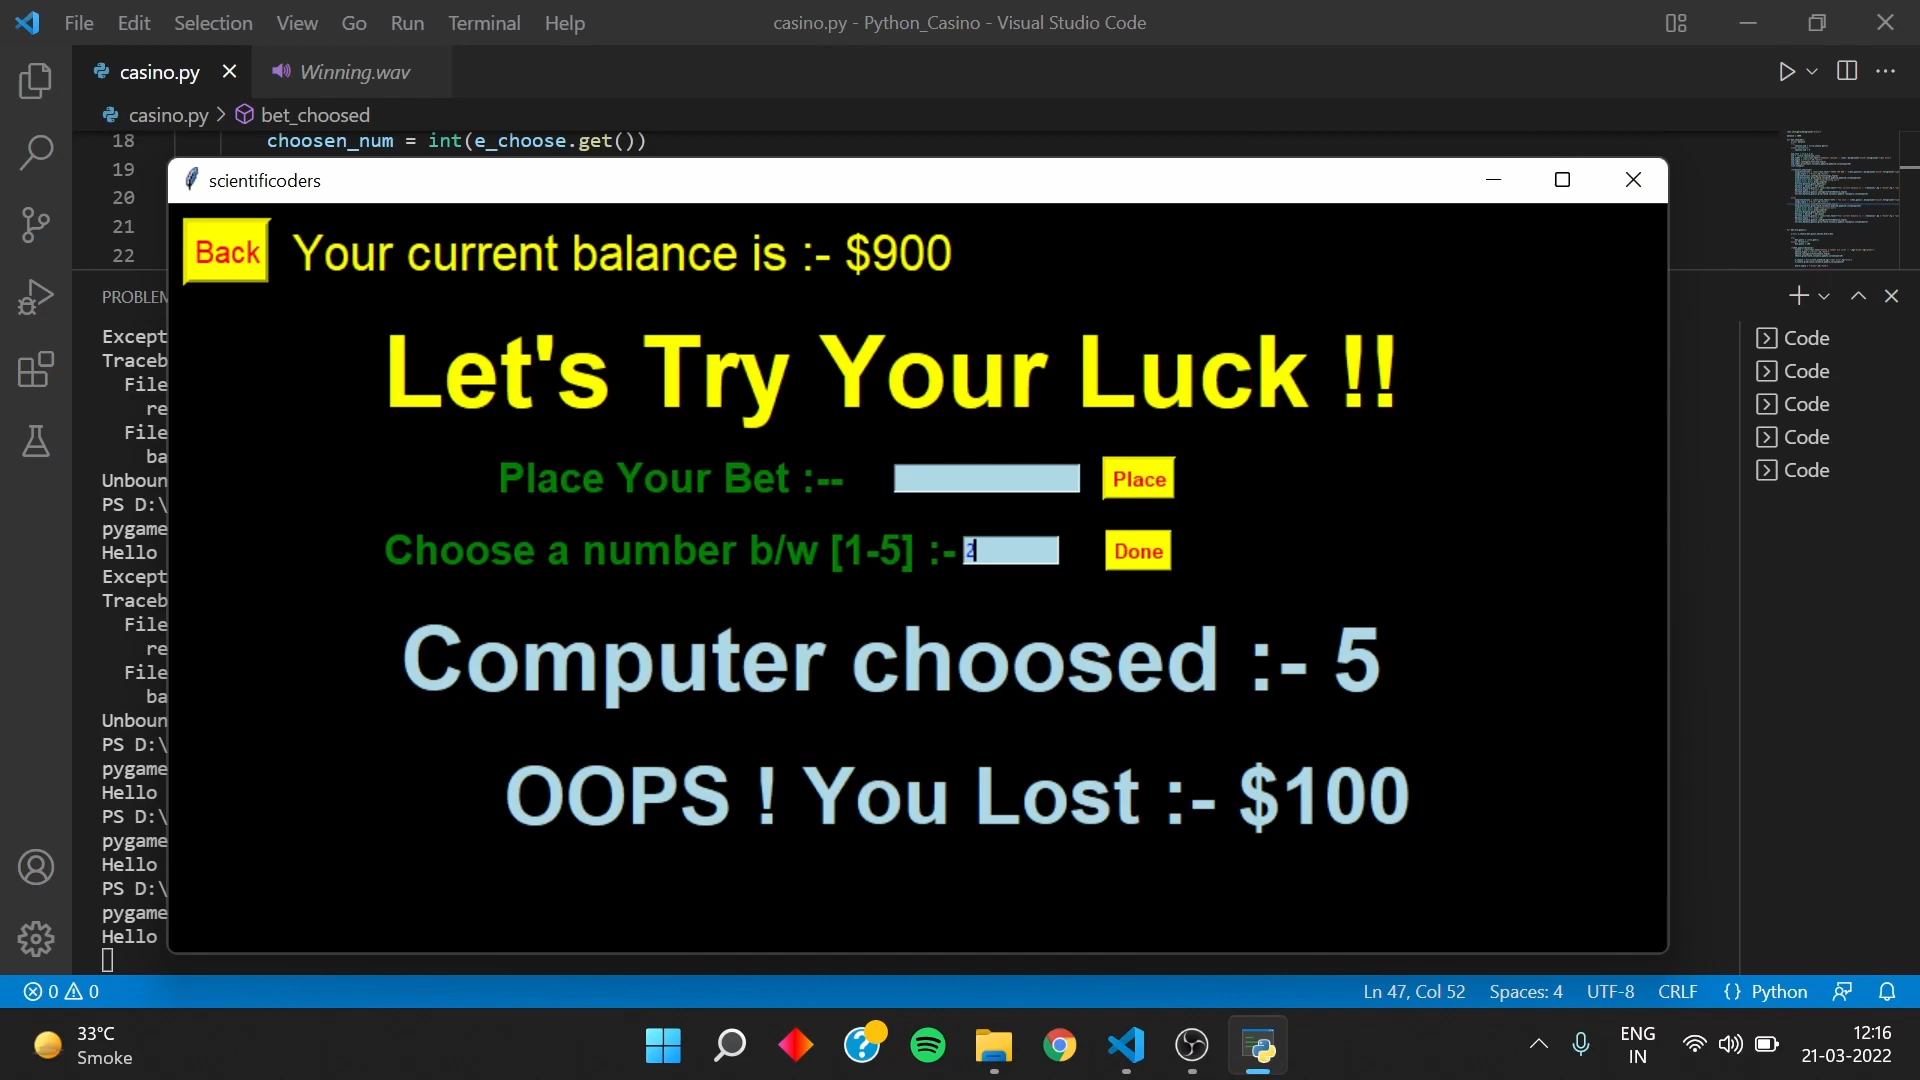 File Edit Selection View Go Run Terminal Help
casino.py - Python_Casino - Visual Studio Code
casino.py
Winning.wav
casino.py > bet_choosed
18 choosen_num = int(e_choose.get())
19
20
21
22
scientificoders
Back
Your current balance is :- $900
Let's Try Your Luck !!
Place Your Bet :-- Place
Choose a number b/w [1-5] :- 2 Done
Computer choosed :- 5
OOPS ! You Lost :- $100
PROBLEM
Except
Traceb
File
re
File
ba
Unboun
PS D:\
pygame
Hello
Except
Traceb
File
re
File
ba
Unboun
PS D:\
pygame
Hello
PS D:\
pygame
Hello
PS D:\
pygame
Hello
Code
Code
Code
Code
Code
0 0
Ln 47, Col 52 Spaces: 4 UTF-8 CRLF {} Python
33°C
Smoke
ENG
IN
12:16
21-03-2022